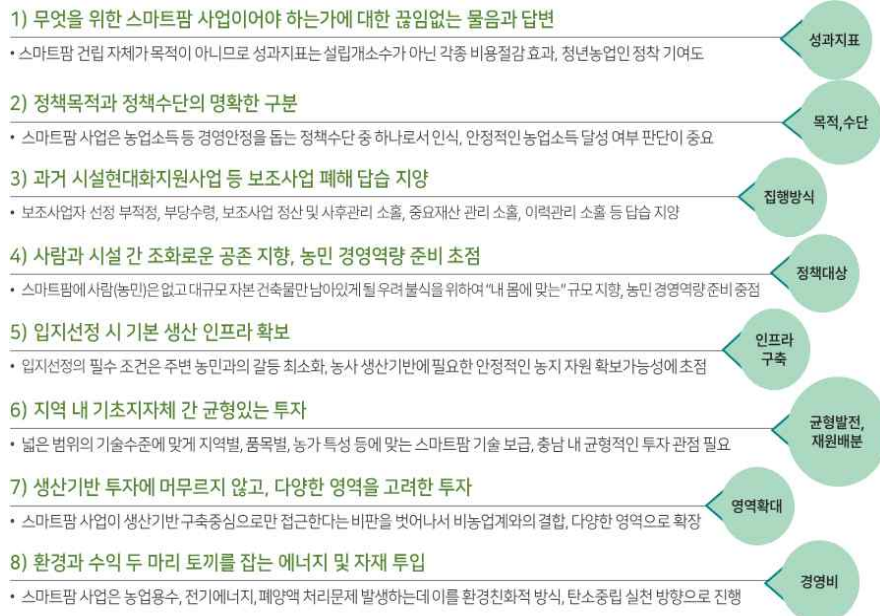 1) 무엇을 위한 스마트팜 사업이어야 하는가에 대한 끊임없는 물음과 답변
• 스마트팜 건립 자체가 목적이 아니므로 성과지표는 설립개소수가 아닌 각종 비용절감 효과, 청년농업인 정착 기여도
성과지표
2) 정책목적과 정책수단의 명확한 구분
• 스마트팜 사업은 농업소득 등 경영안정을 돕는 정책수단 중 하나로서 인식, 안정적인 농업소득 달성 여부 판단이 중요
목적,수단
3) 과거 시설현대화지원사업 등 보조사업 폐해 답습 지양
• 보조사업자 선정 부적정, 부당수령, 보조사업 정산 및 사후관리 소홀, 중요재산 관리 소홀, 이력관리 소홀 등 답습 지양
집행방식
4) 사람과 시설 간 조화로운 공존 지향, 농민 경영역량 준비 초점
• 스마트팜에 사람(농민)은 없고 대규모 자본 건축물만 남아있게 될 우려 불식을 위하여 “내 몸에 맞는” 규모 지향, 농민 경영역량 준비 중점
정책대상
5) 입지선정 시 기본 생산 인프라 확보
• 입지선정의 필수 조건은 주변 농민과의 갈등 최소화, 농사 생산기반에 필요한 안정적인 농지 자원 확보가능성에 초점
인프라
구축
6) 지역 내 기초지자체 간 균형있는 투자
• 넓은 범위의 기술수준에 맞게 지역별, 품목별, 농가 특성 등에 맞는 스마트팜 기술 보급, 충남 내 균형적인 투자 관점 필요
균형발전,
재원배분
7) 생산기반 투자에 머무르지 않고, 다양한 영역을 고려한 투자
• 스마트팜 사업이 생산기반 구축중심으로만 접근한다는 비판을 벗어나서 비농업계와의 결합, 다양한 영역으로 확장
영역확대
8) 환경과 수익 두 마리 토끼를 잡는 에너지 및 자재 투입
• 스마트팜 사업은 농업용수, 전기에너지, 폐양액 처리문제 발생하는데 이를 환경친화적 방식, 탄소중립 실천 방향으로 진행
경영비